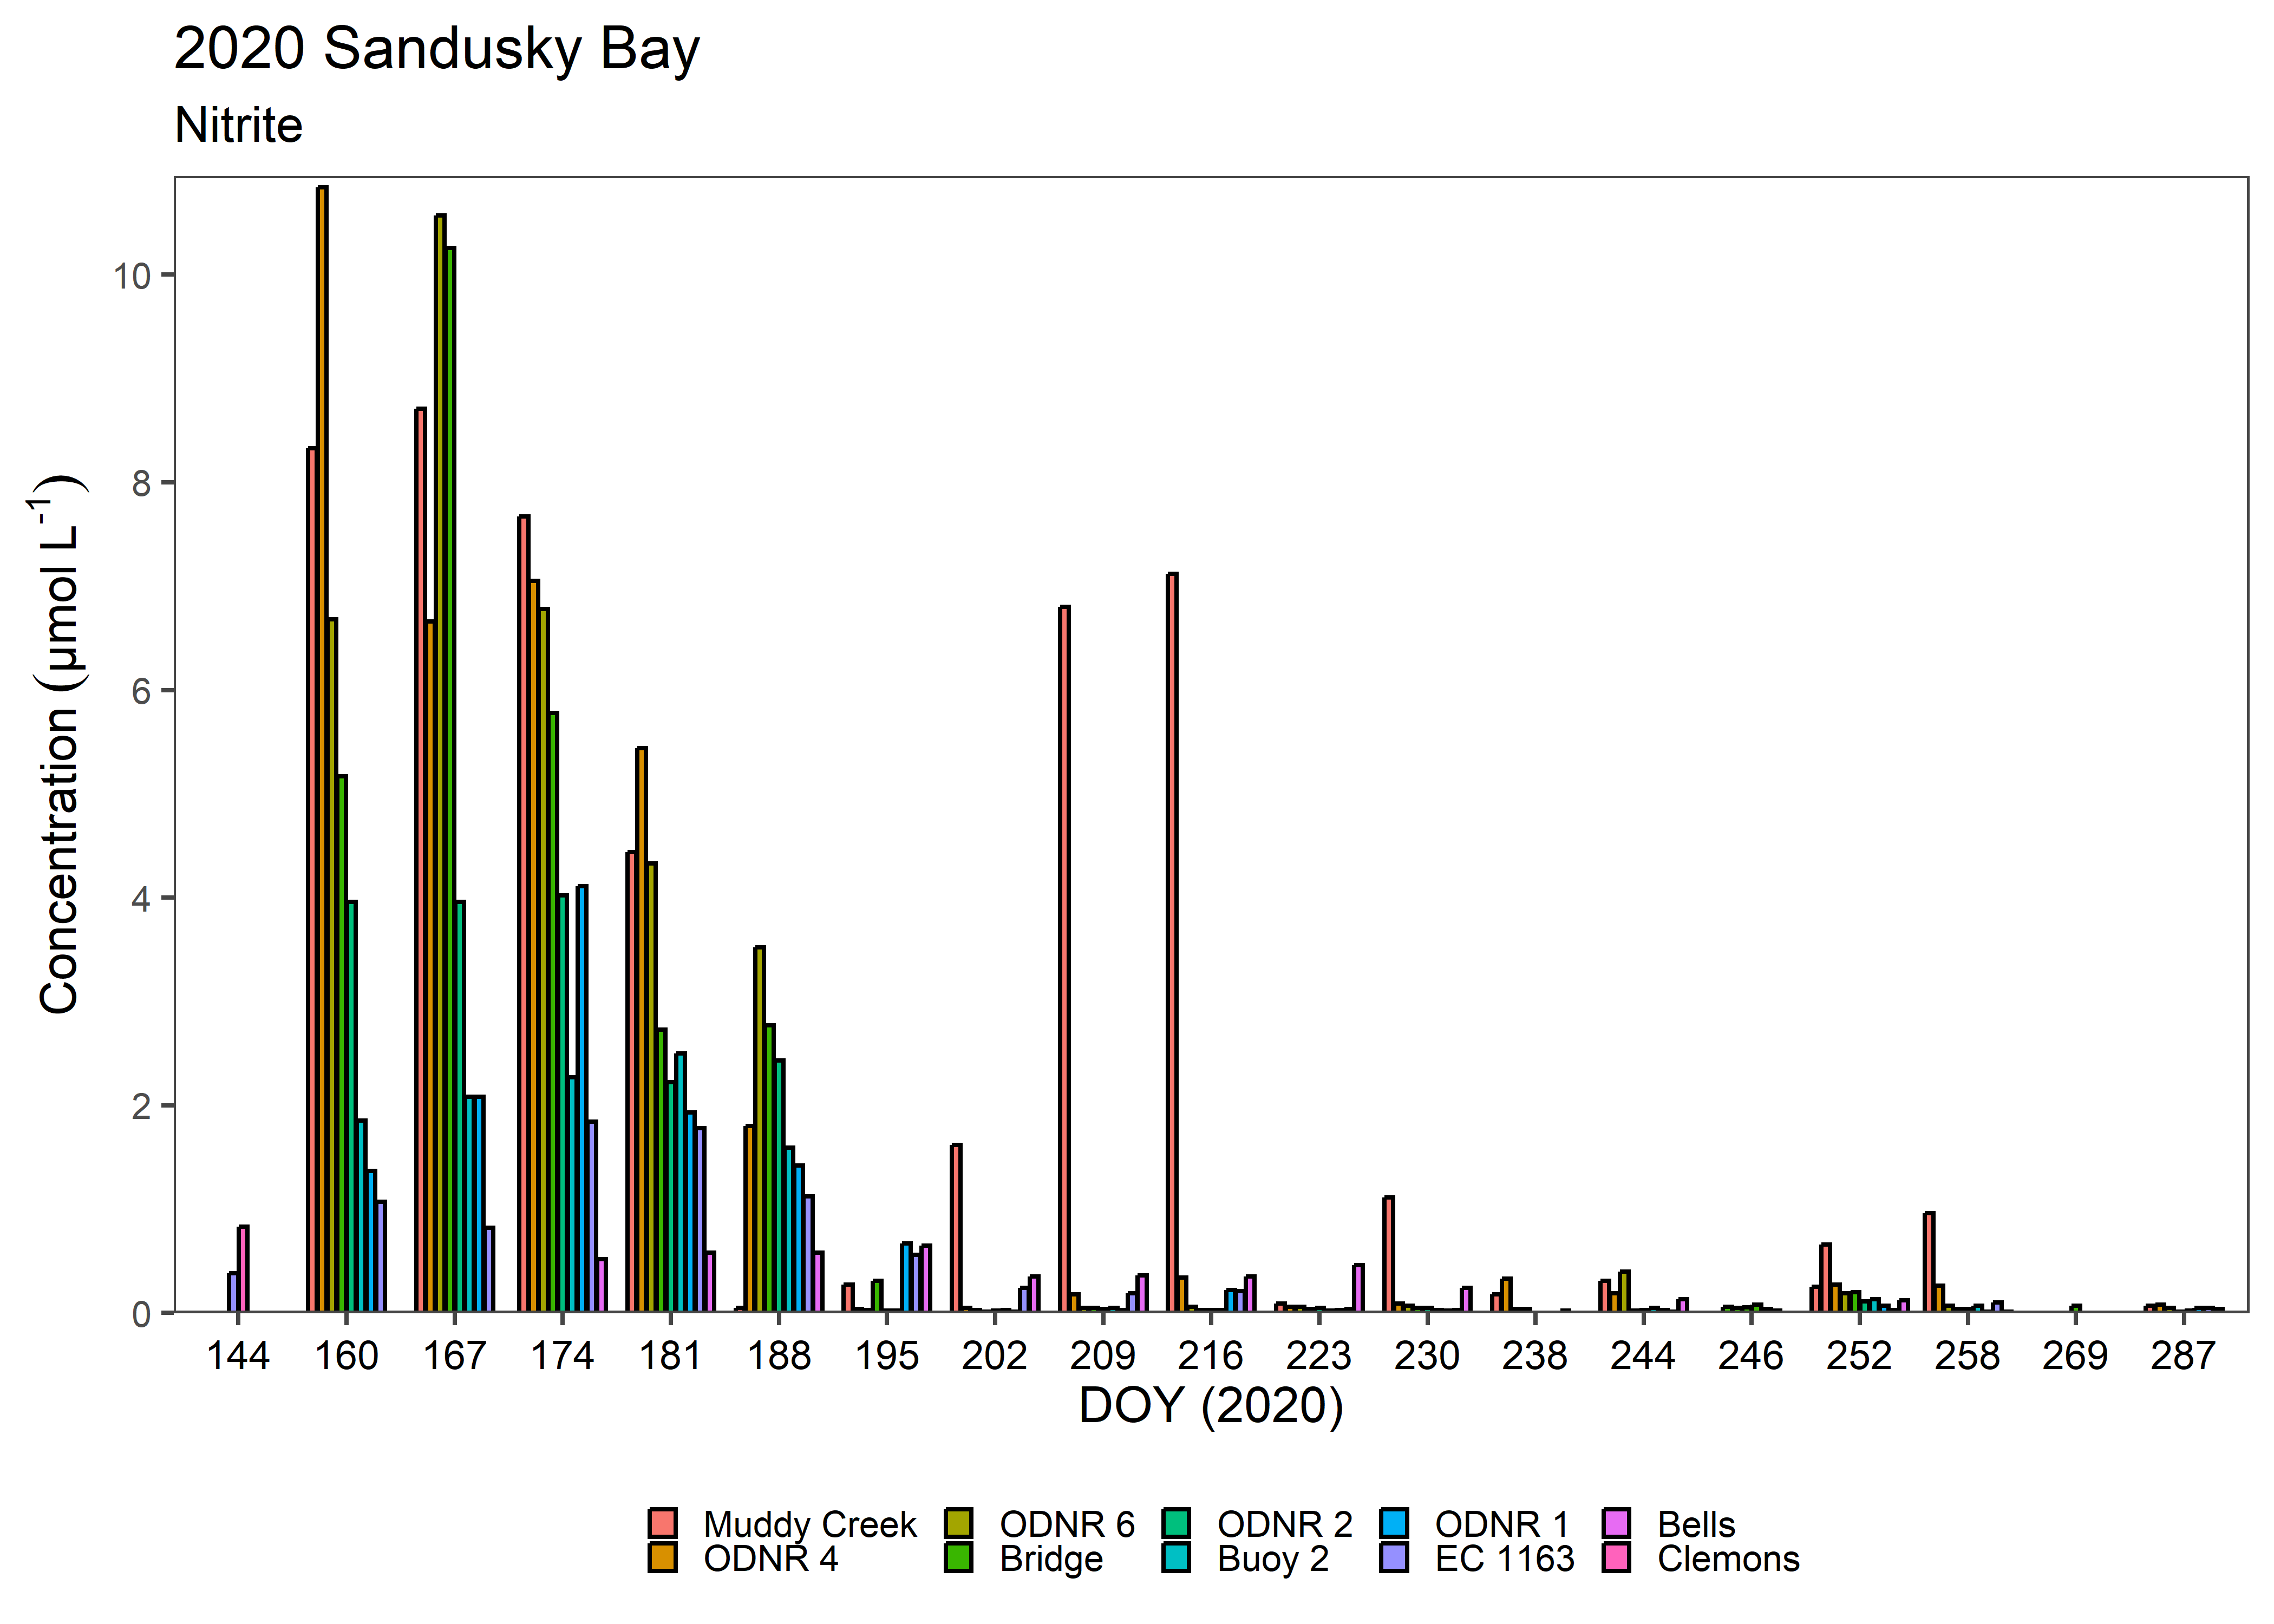 2020 Sandusky Bay
Nitrite
Concentration (µmol L-1)
10
8
6
4
2
0
144 160 167 174 181 188 195 202 209 216 223 230 238 244 246 252 258 269 287
DOY (2020)
Muddy Creek ODNR 6 ODNR 2 ODNR 1 Bells
ODNR 4 Bridge Buoy 2 EC 1163 Clemons